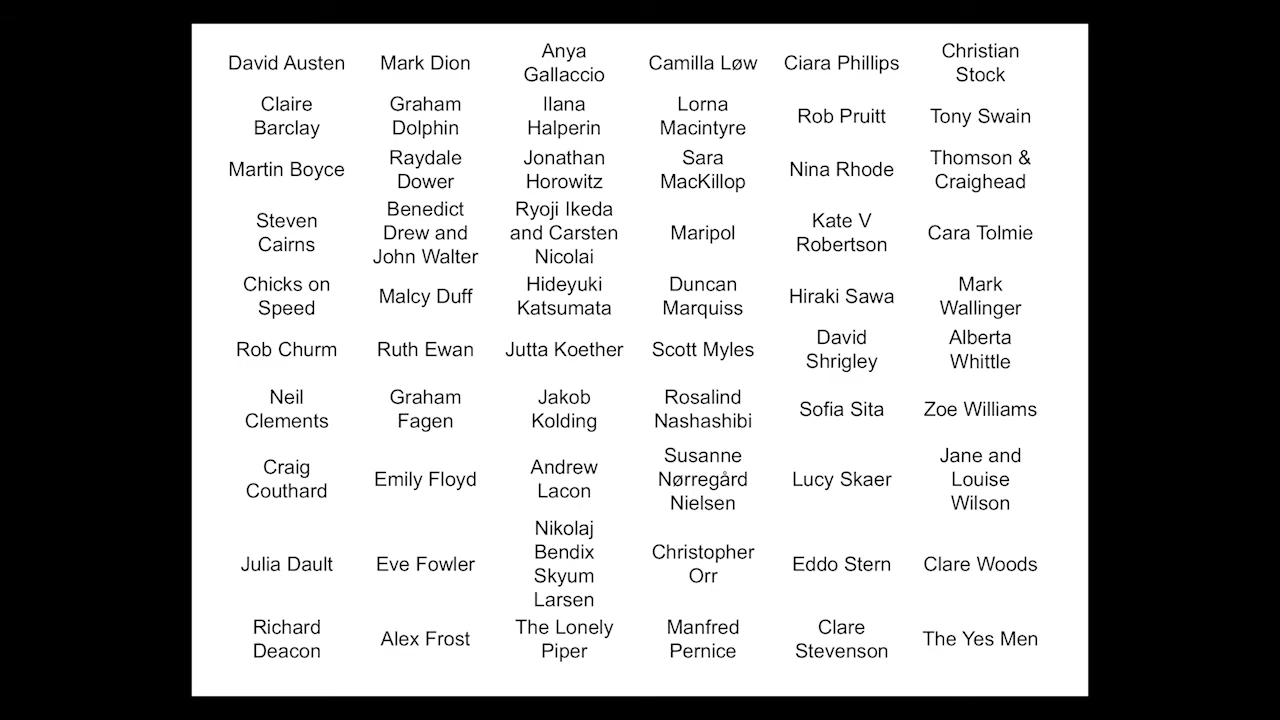 David Austen
Mark Dion
Anya
Gallaccio
Camilla Løw
Ciara Phillips
Christian
Stock
Claire
Barclay
Graham
Dolphin
Ilana
Halperin
Lorna
Macintyre
Rob Pruitt
Tony Swain
Martin Boyce
Raydale
Dower
Jonathan
Horowitz
Sara
MacKillop
Nina Rhode
Thomson &
Craighead
Steven
Cairns
Benedict
Drew and
John Walter
Ryoji Ikeda
and Carsten
Nicolai
Maripol
Kate V
Robertson
Cara Tolmie
Chicks on
Speed
Malcy Duff
Hideyuki
Katsumata
Duncan
Marquiss
Hiraki Sawa
Mark
Wallinger
Rob Churm
Ruth Ewan
Jutta Koether
Scott Myles
David
Shrigley
Alberta
Whittle
Neil
Clements
Graham
Fagen
Jakob
Kolding
Rosalind
Nashashibi
Sofia Sita
Zoe Williams
Craig
Couthard
Emily Floyd
Andrew
Lacon
Susanne
Nørregård
Nielsen
Lucy Skaer
Jane and
Louise
Wilson
Julia Dault
Eve Fowler
Nikolaj
Bendix
Skyum
Larsen
Christopher
Orr
Eddo Stern
Clare Woods
Richard
Deacon
Alex Frost
The Lonely
Piper
Manfred
Pernice
Clare
Stevenson
The Yes Men